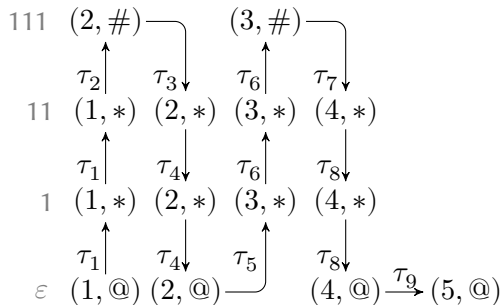 111 (2, #) (3, #)
τ2 τ3 τ6 τ7
11 (1, *) (2, *) (3, *) (4, *)
τ1 τ4 τ6 τ8
1 (1, *) (2, *) (3, *) (4, *)
τ1 τ4 τ5 τ8 τ9
ε (1, @) (2, @) (4, @) (5, @)